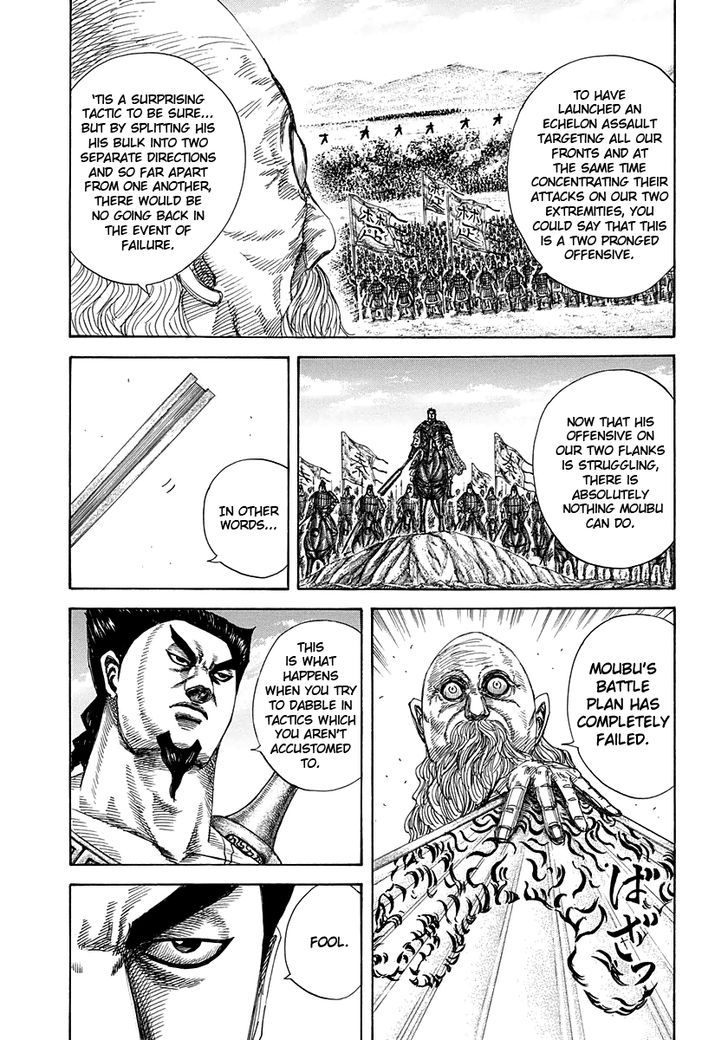 TO HAVE
LAUNCHED AN
ECHELON ASSAULT
TARGETING ALL OUR
FRONTS AND AT
THE SAME TIME
CONCENTRATING THEIR
ATTACKS ON OUR TWO
EXTREMITIES, YOU
COULD SAY THAT THIS
IS A TWO PRONGED
OFFENSIVE.
'TIS A SURPRISING
TACTIC TO BE SURE...
BUT BY SPLITTING HIS
HIS BULK INTO TWO
SEPARATE DIRECTIONS
AND SO FAR APART
FROM ONE ANOTHER,
THERE WOULD BE
NO GOING BACK IN
THE EVENT OF
FAILURE.
NOW THAT HIS
OFFENSIVE ON
OUR TWO FLANKS
IS STRUGGLING,
THERE IS
ABSOLUTELY
NOTHING MOUBU
CAN DO.
IN OTHER
WORDS...
MOUBU'S
BATTLE
PLAN HAS
COMPLETELY
FAILED.
ばざっ
THIS
IS WHAT
HAPPENS
WHEN YOU TRY
TO DABBLE IN
TACTICS WHICH
YOU AREN'T
ACCUSTOMED
TO.
FOOL.